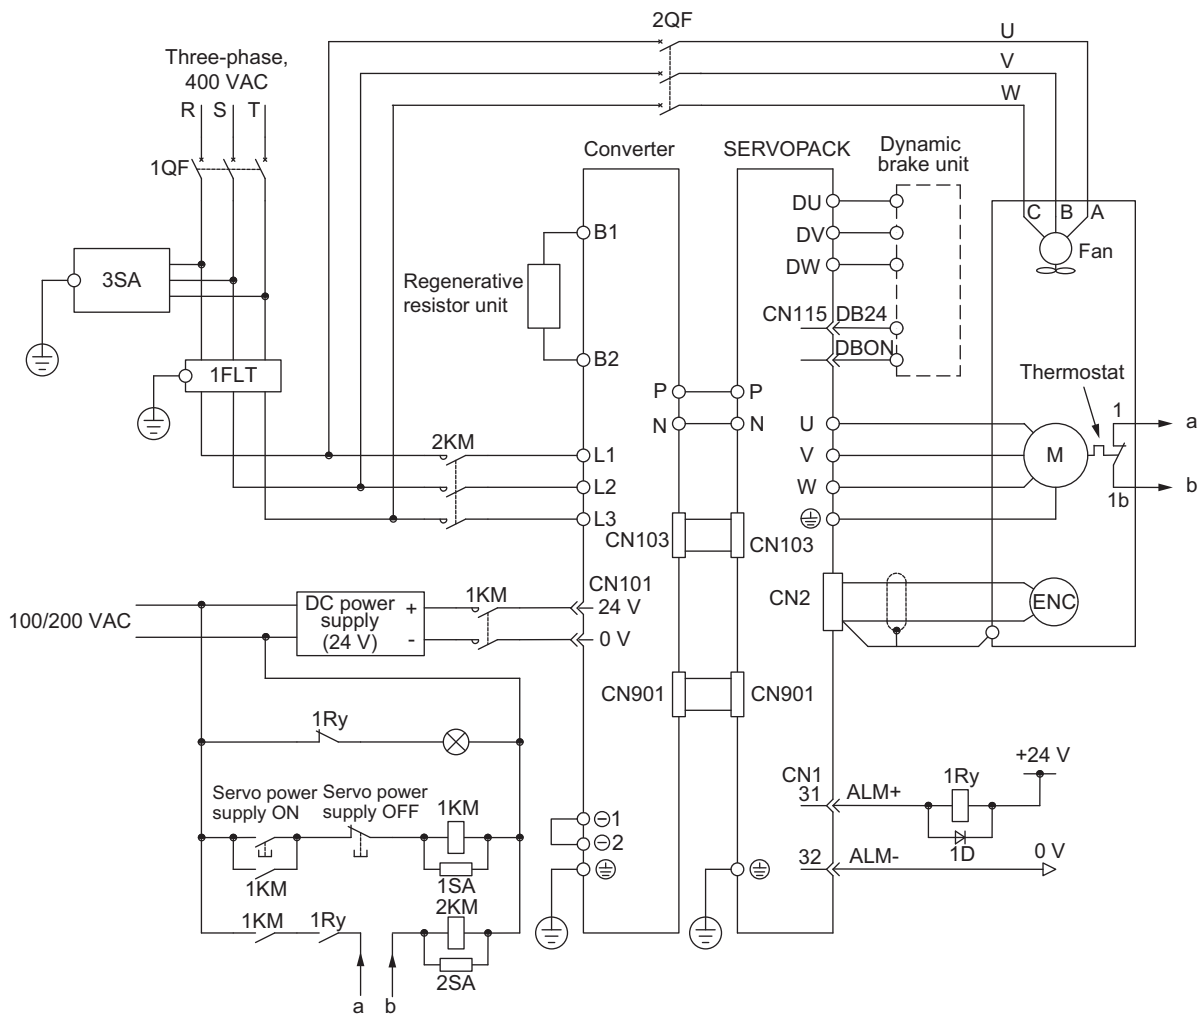 2QF
U
V
W
Three-phase,
400 VAC
R S T
1QF
3SA
1FLT
Converter
SERVOPACK
Dynamic
brake unit
B1
B2
Regenerative
resistor unit
DU
DV
DW
CN115 DB24
DBON
C B A
Fan
P
N
P
N
Thermostat
1
a
b
1b
U
V
W
M
2KM
L1
L2
L3
CN103
CN103
CN2
ENC
100/200 VAC
DC power
supply
(24 V)
+
-
1KM
CN101
24 V
0 V
CN901
CN901
1Ry
Servo power
supply ON
Servo power
supply OFF
1KM
1KM
1SA
2KM
1KM
1Ry
2SA
a
b
1
2
CN1
31
ALM+
1Ry
+24 V
1D
32
ALM-
0 V